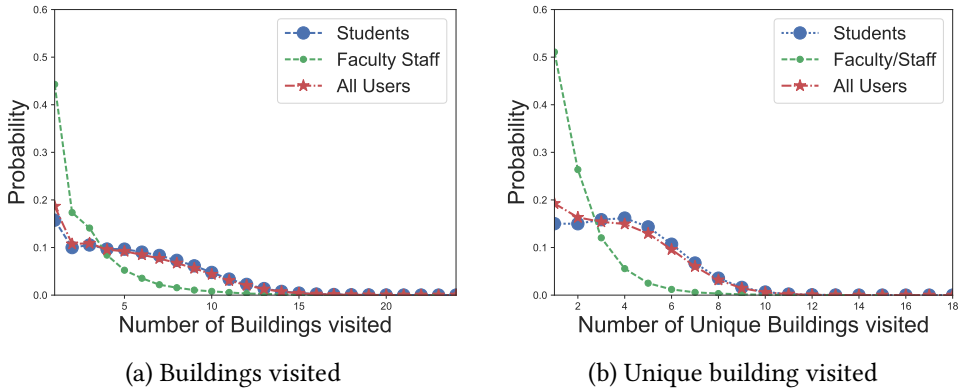 0.6
0.5
0.4
0.3
0.2
0.1
0.0
Probability
Students
Faculty Staff
All Users
5
10
15
20
Number of Buildings visited
(a) Buildings visited
0.6
0.5
0.4
0.3
0.2
0.1
0.0
Probability
Students
Faculty/Staff
All Users
2
4
6
8
10
12
14
16
18
Number of Unique Buildings visited
(b) Unique building visited